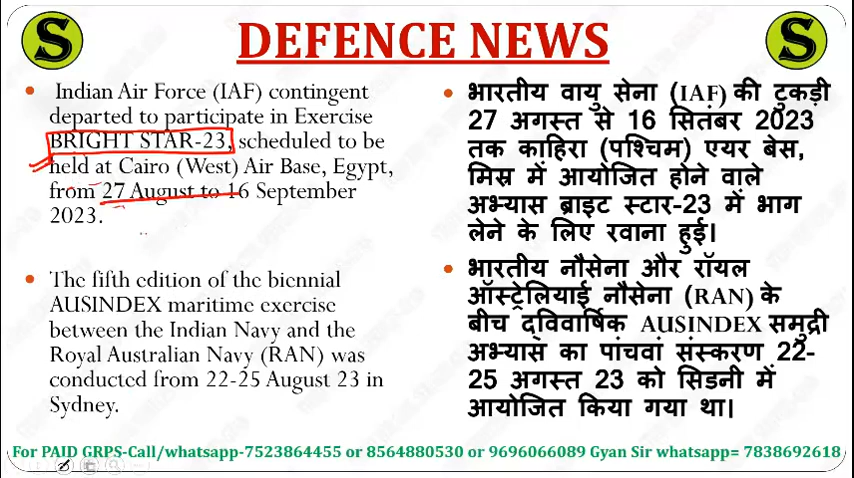 S
DEFENCE NEWS
S
• Indian Air Force (IAF) contingent
departed to participate in Exercise
BRIGHT STAR-23, scheduled to be
held at Cairo (West) Air Base, Egypt,
from 27 August to 16 September
2023.
• The fifth edition of the biennial
AUSINDEX maritime exercise
between the Indian Navy and the
Royal Australian Navy (RAN) was
conducted from 22-25 August 23 in
Sydney.
• भारतीय वायु सेना (IAF) की टुकड़ी
27 अगस्त से 16 सितंबर 2023
तक काहिरा (पश्चिम) एयर बेस,
मिस्र में आयोजित होने वाले
अभ्यास ब्राइट स्टार-23 में भाग
लेने के लिए रवाना हुई।
• भारतीय नौसेना और रॉयल
ऑस्ट्रेलियाई नौसेना (RAN) के
बीच द्विवार्षिक AUSINDEX समुद्री
अभ्यास का पांचवां संस्करण 22-
25 अगस्त 23 को सिडनी में
आयोजित किया गया था।
For PAID GRPS-Call/whatsapp-7523864455 or 8564880530 or 9696066089 Gyan Sir whatsapp= 7838692618